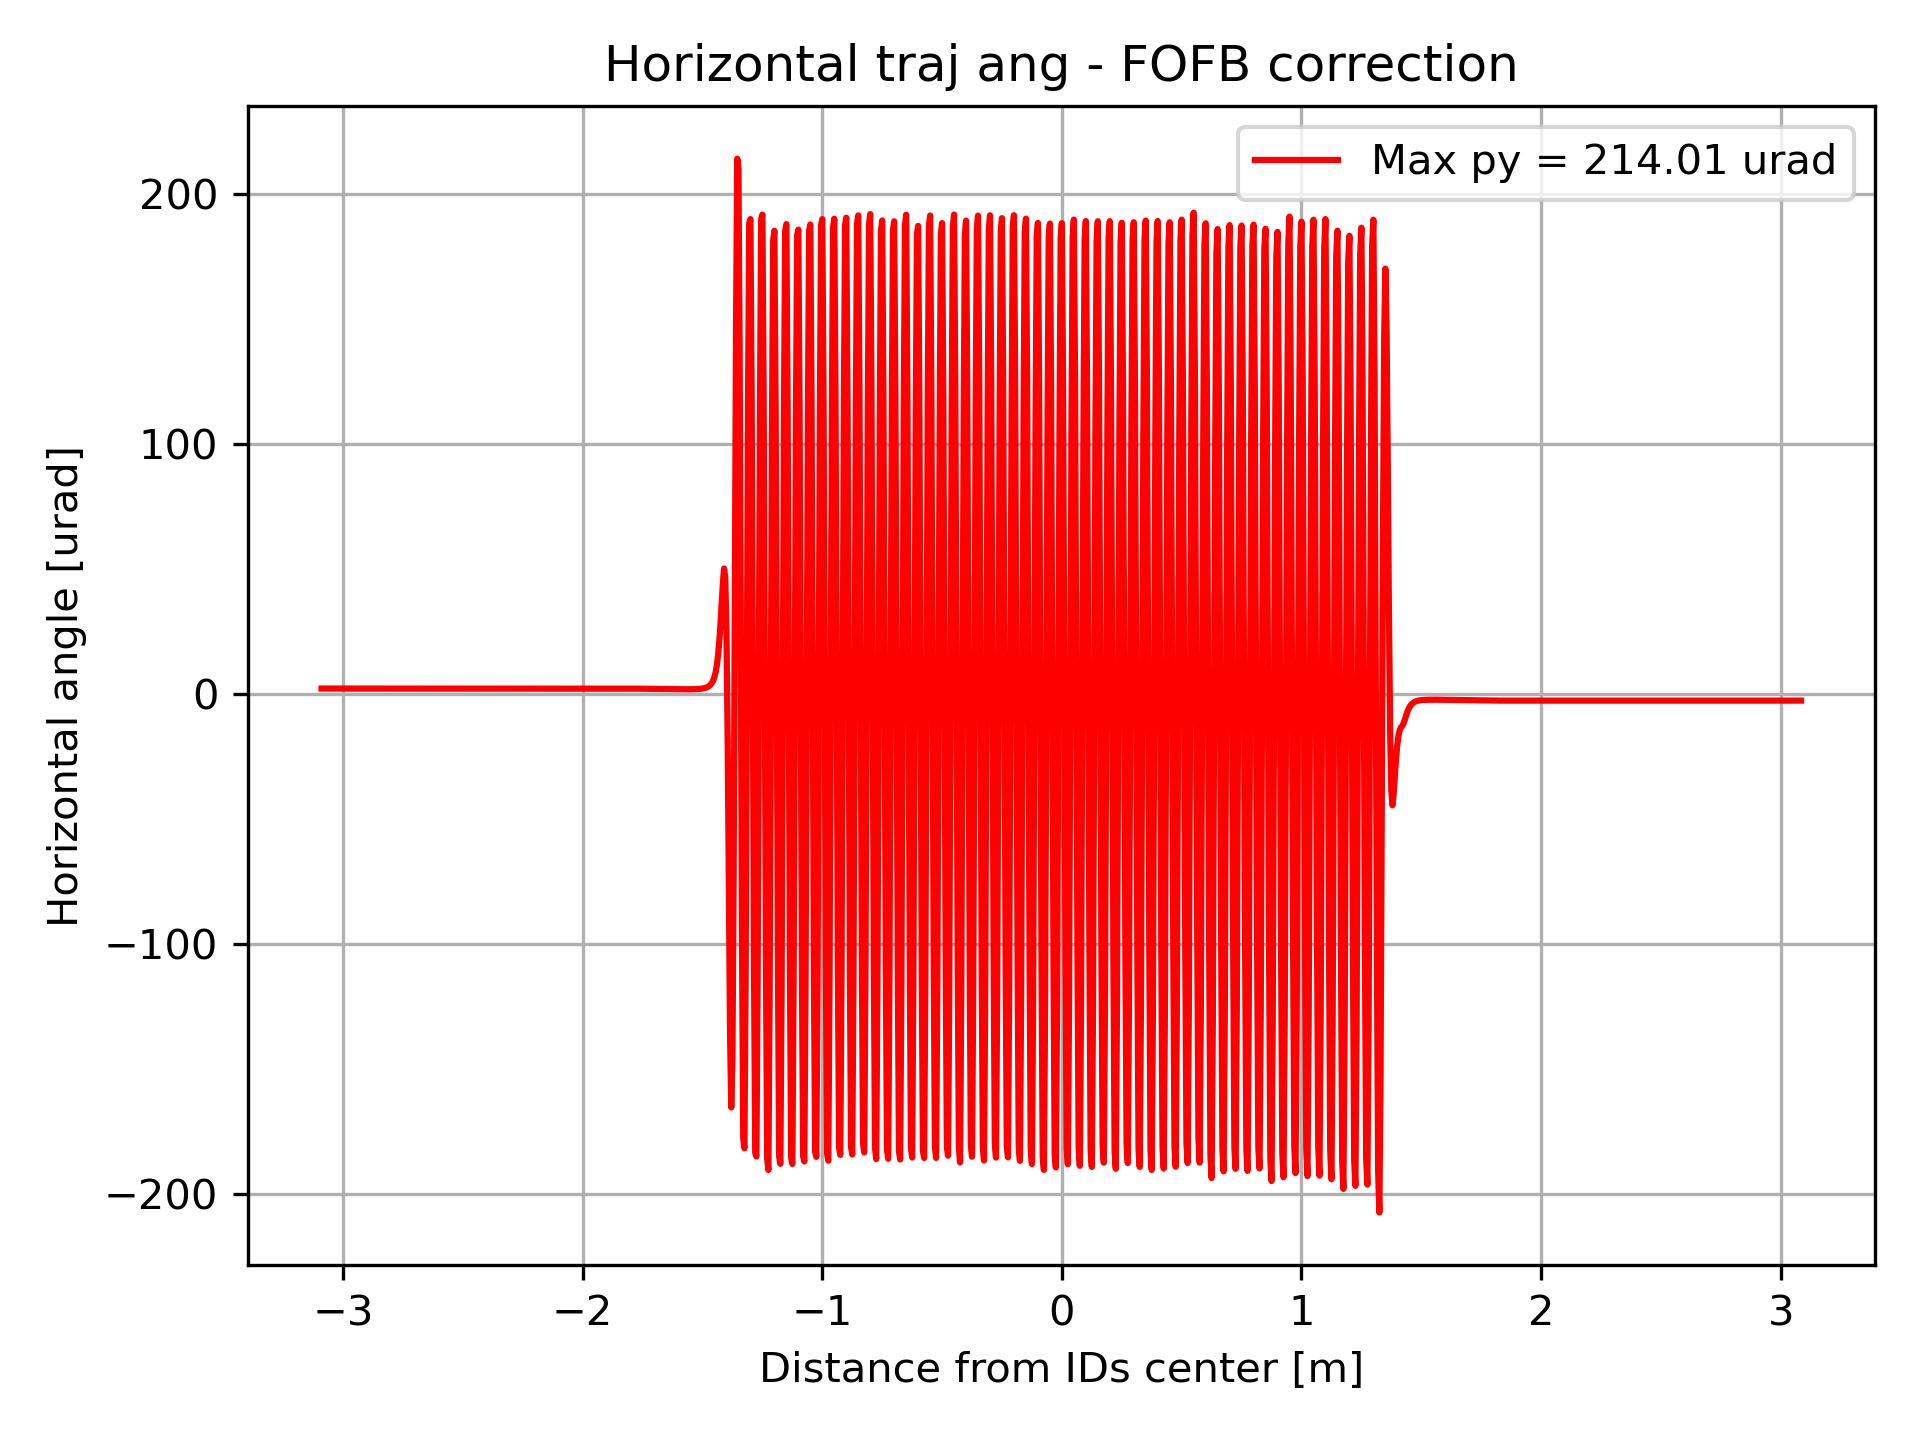 Horizontal traj ang - FOFB correction
Max py = 214.01 urad
Horizontal angle [urad]
200
100
0
−100
−200
−3 −2 −1 0 1 2 3
Distance from IDs center [m]